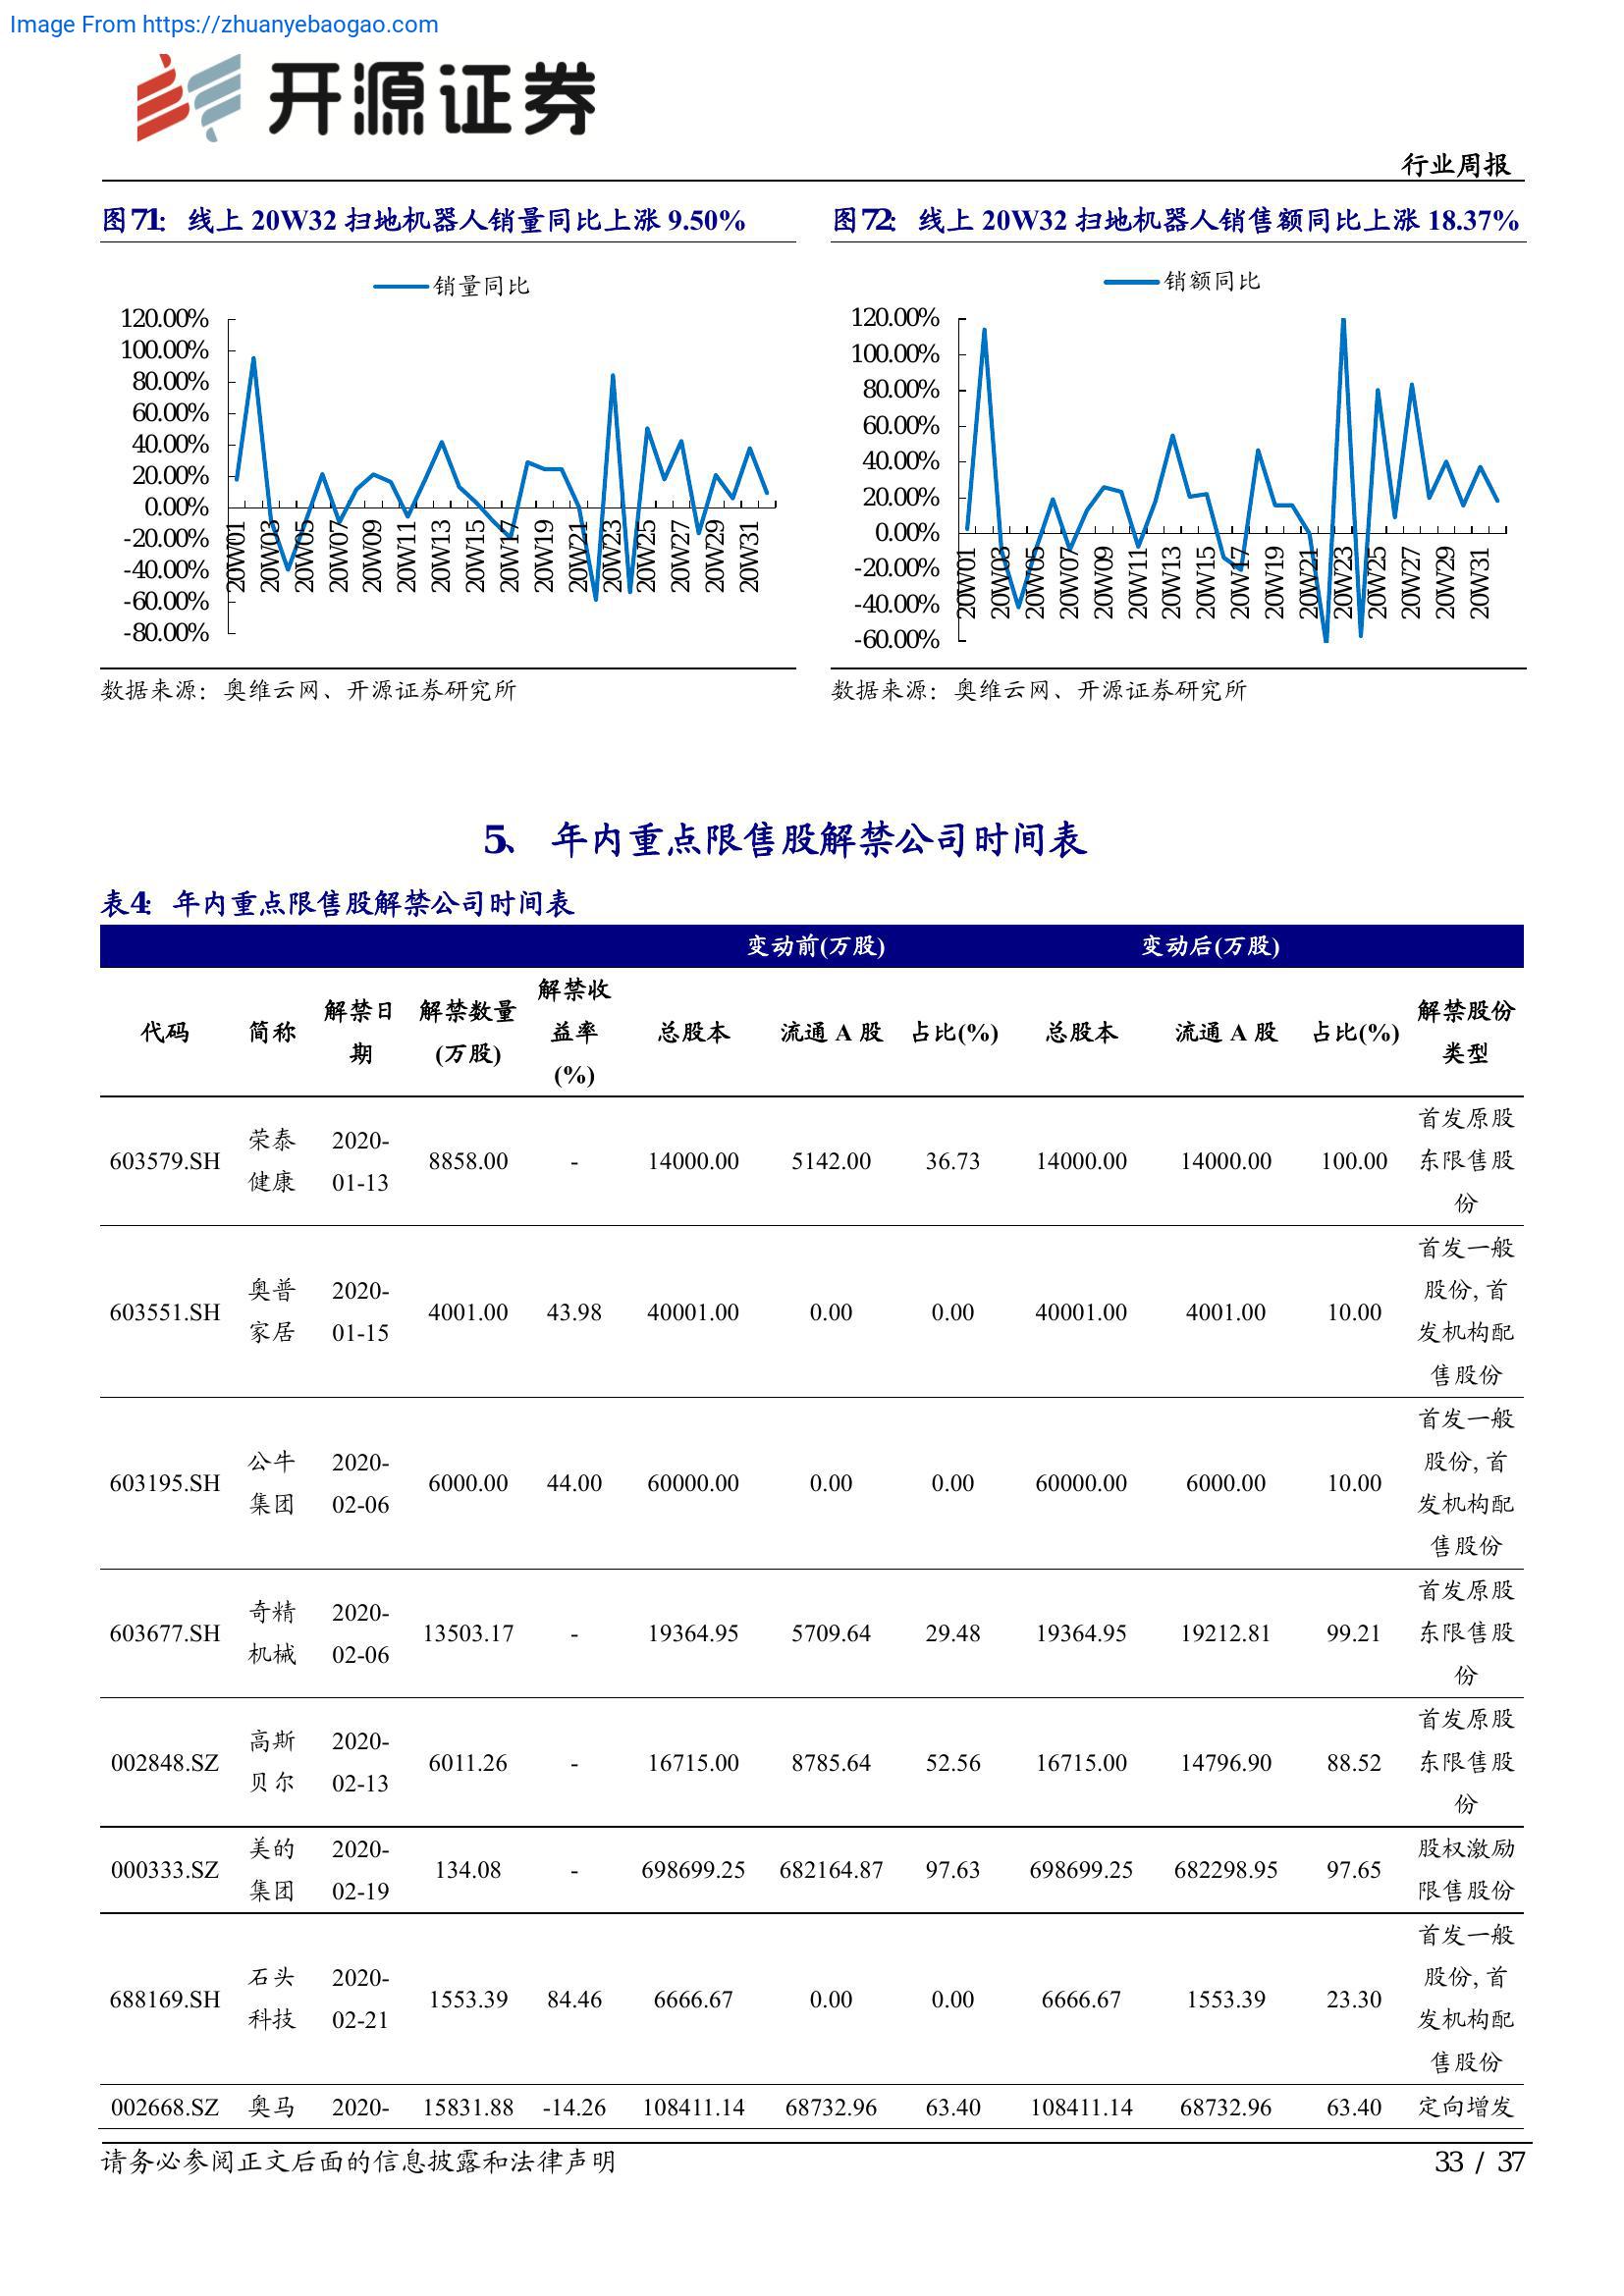 Image From https://zhuanyebaogao.com
开源证券
行业周报
图71： 线上 20W32 扫地机器人销量同比上涨 9.50%
销量同比
120.00%
100.00%
80.00%
60.00%
40.00%
20.00%
0.00%
-20.00%
-40.00%
-60.00%
-80.00%
20W01 20W03 20W05 20W07 20W09 20W11 20W13 20W15 20W17 20W19 20W21 20W23 20W25 20W27 20W29 20W31
数据来源：奥维云网、开源证券研究所
图72： 线上 20W32 扫地机器人销售额同比上涨 18.37%
销额同比
120.00%
100.00%
80.00%
60.00%
40.00%
20.00%
0.00%
-20.00%
-40.00%
-60.00%
20W01 20W03 20W05 20W07 20W09 20W11 20W13 20W15 20W17 20W19 20W21 20W23 20W25 20W27 20W29 20W31
数据来源：奥维云网、开源证券研究所
5、 年内重点限售股解禁公司时间表
表4： 年内重点限售股解禁公司时间表
变动前(万股) 变动后(万股)
代码 简称 解禁日期 解禁数量(万股) 解禁收益率(%) 总股本 流通 A 股 占比(%) 总股本 流通 A 股 占比(%) 解禁股份类型
603579.SH 荣泰健康 2020-01-13 8858.00 - 14000.00 5142.00 36.73 14000.00 14000.00 100.00 首发原股东限售股份
603551.SH 奥普家居 2020-01-15 4001.00 43.98 40001.00 0.00 0.00 40001.00 4001.00 10.00 首发一般股份, 首发机构配售股份
603195.SH 公牛集团 2020-02-06 6000.00 44.00 60000.00 0.00 0.00 60000.00 6000.00 10.00 首发一般股份, 首发机构配售股份
603677.SH 奇精机械 2020-02-06 13503.17 - 19364.95 5709.64 29.48 19364.95 19212.81 99.21 首发原股东限售股份
002848.SZ 高斯贝尔 2020-02-13 6011.26 - 16715.00 8785.64 52.56 16715.00 14796.90 88.52 首发原股东限售股份
000333.SZ 美的集团 2020-02-19 134.08 - 698699.25 682164.87 97.63 698699.25 682298.95 97.65 股权激励限售股份
688169.SH 石头科技 2020-02-21 1553.39 84.46 6666.67 0.00 0.00 6666.67 1553.39 23.30 首发一般股份, 首发机构配售股份
002668.SZ 奥马 2020- 15831.88 -14.26 108411.14 68732.96 63.40 108411.14 68732.96 63.40 定向增发
请务必参阅正文后面的信息披露和法律声明
33 / 37